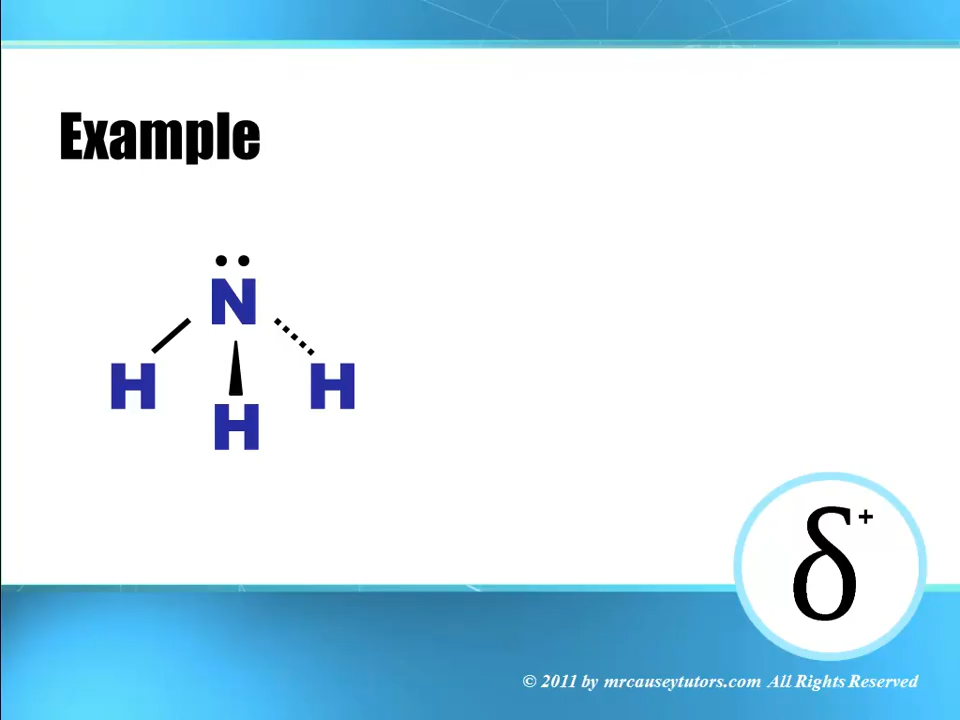 Example
N
H H
H
δ+
© 2011 by mrcauseytutors.com All Rights Reserved